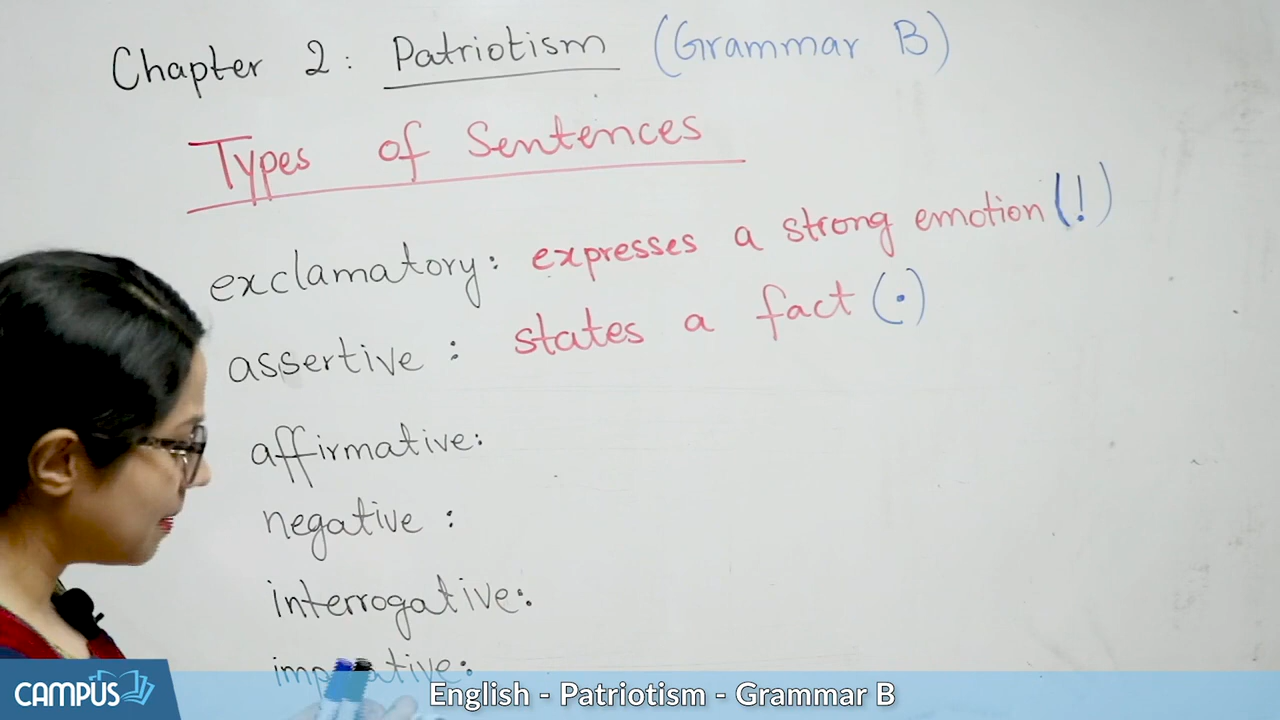 Chapter 2: Patriotism (Grammar B)
Types of Sentences
exclamatory: expresses a strong emotion (!)
assertive : states a fact (.)
affirmative:
negative :
interrogative:
CAMPUS
English - Patriotism - Grammar B